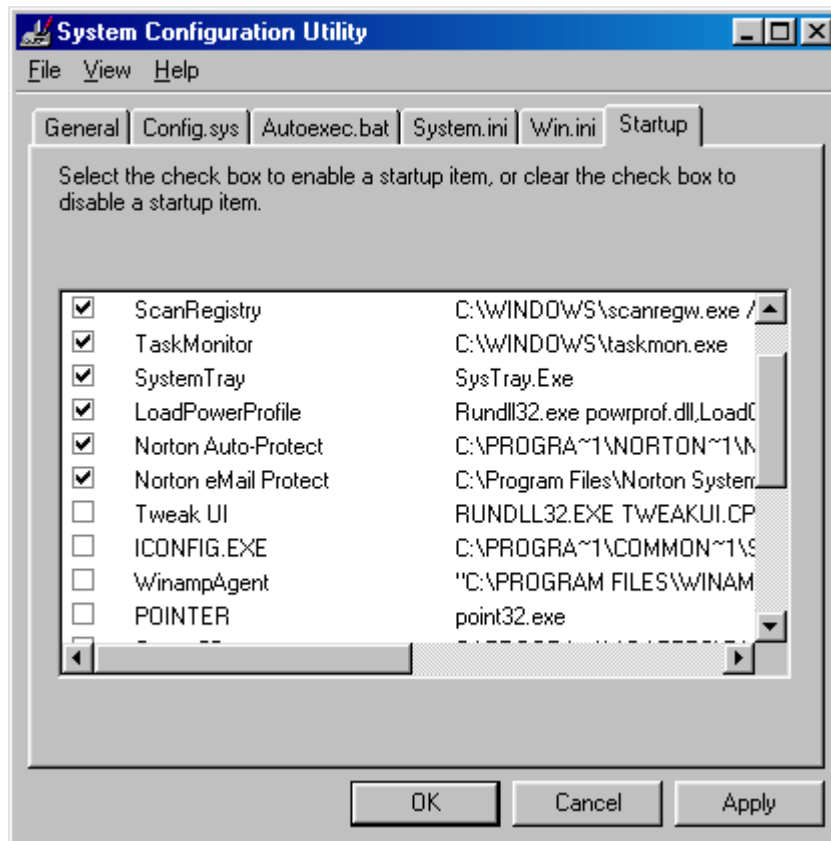 System Configuration Utility
File View Help
General Config.sys Autoexec.bat System.ini Win.ini Startup
Select the check box to enable a startup item, or clear the check box to
disable a startup item.
ScanRegistry C:\WINDOWS\scanregw.exe /
TaskMonitor C:\WINDOWS\taskmon.exe
SystemTray SysTray.Exe
LoadPowerProfile Rundll32.exe powrprof.dll,Load
Norton Auto-Protect C:\PROGRA~1\NORTON~1\N
Norton eMail Protect C:\Program Files\Norton System
Tweak UI RUNDLL32.EXE TWEAKUI.CP
ICONFIG.EXE C:\PROGRA~1\COMMON~1\S
WinampAgent "C:\PROGRAM FILES\WINAM
POINTER point32.exe
OK Cancel Apply